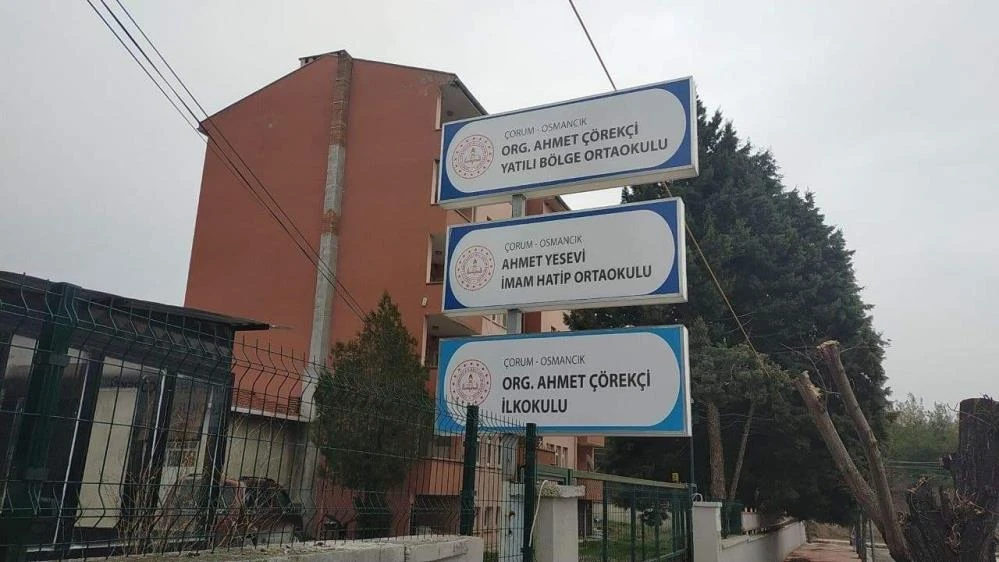 ÇORUM - OSMANCIK
ORG. AHMET ÇÖREKÇİ
YATILI BÖLGE ORTAOKULU
ÇORUM - OSMANCIK
AHMET YESEVİ
İMAM HATİP ORTAOKULU
ÇORUM - OSMANCIK
ORG. AHMET ÇÖREKÇİ
İLKOKULU